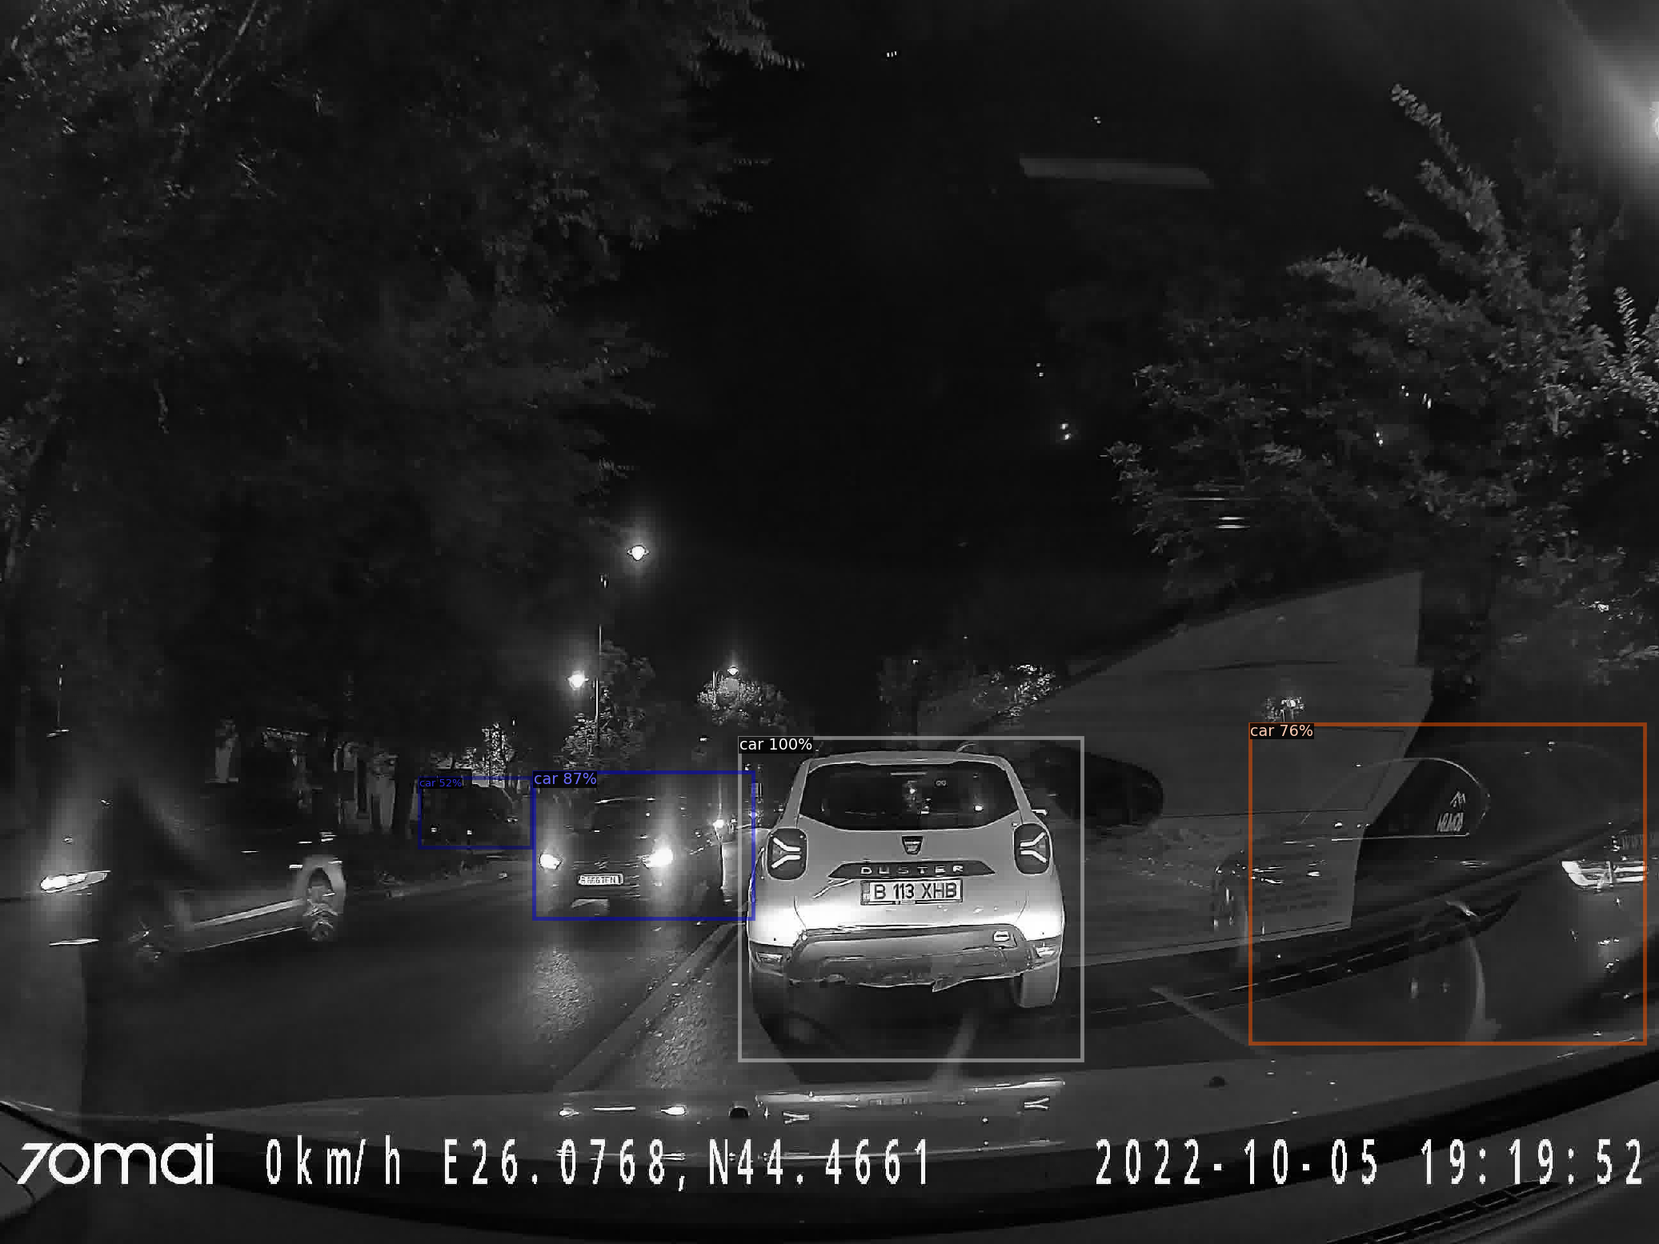 car 100%
car 76%
car 52%
car 87%
DUSTER
B 113 XHB
70mai 0km/h E26.0768,N44.4661 2022-10-05 19:19:52